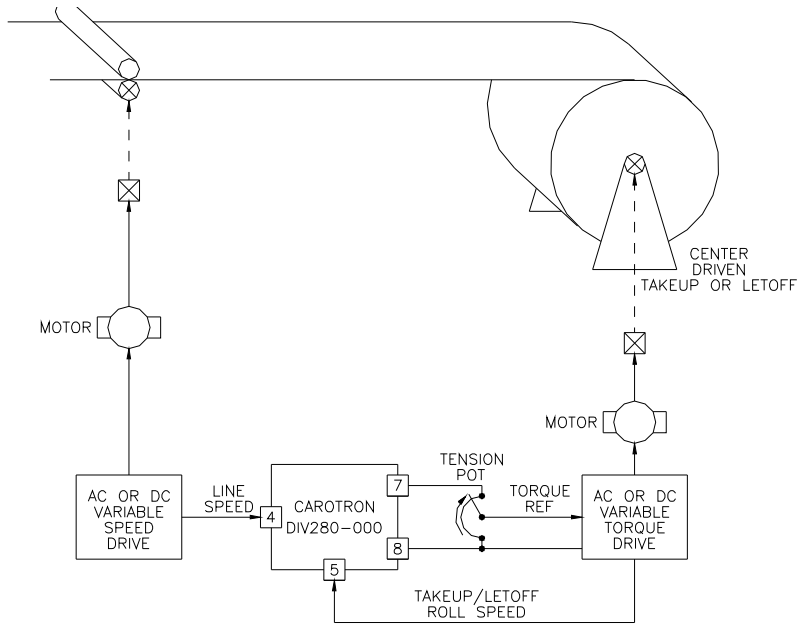 CENTER
DRIVEN
TAKEUP OR LETOFF
MOTOR
MOTOR
AC OR DC
VARIABLE
SPEED
DRIVE
LINE
SPEED
4
CAROTRON
DIV280-000
7
8
5
TENSION
POT
TORQUE
REF
AC OR DC
VARIABLE
TORQUE
DRIVE
TAKEUP/LETOFF
ROLL SPEED